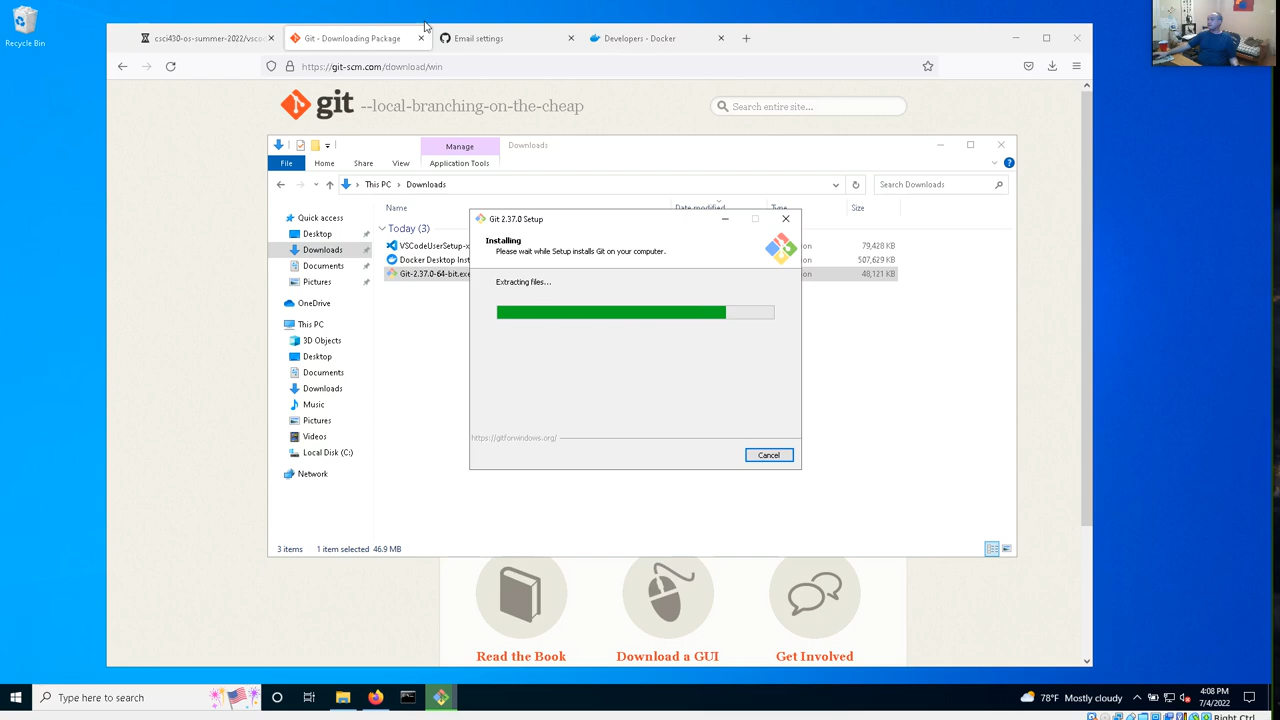 Recycle Bin
csci430-os-summer-2022/vscod
Git - Downloading Package
Email settings
Developers - Docker
https://git-scm.com/download/win
git --local-branching-on-the-cheap
Search entire site...
Manage
Downloads
File
Home
Share
View
Application Tools
This PC
Downloads
Search Downloads
Name
Date modified
Type
Size
Quick access
Desktop
Downloads
Documents
Pictures
OneDrive
This PC
3D Objects
Desktop
Documents
Downloads
Music
Pictures
Videos
Local Disk (C:)
Network
Today (3)
VSCodeUserSetup-x
79,428 KB
Docker Desktop Inst
507,629 KB
Git-2.37.0-64-bit.exe
48,121 KB
Git 2.37.0 Setup
Installing
Please wait while Setup installs Git on your computer.
Extracting files...
https://gitforwindows.org/
Cancel
3 items
1 item selected 46.9 MB
Read the Book
Download a GUI
Get Involved
Type here to search
78°F Mostly cloudy
4:08 PM
7/4/2022
Right Ctrl